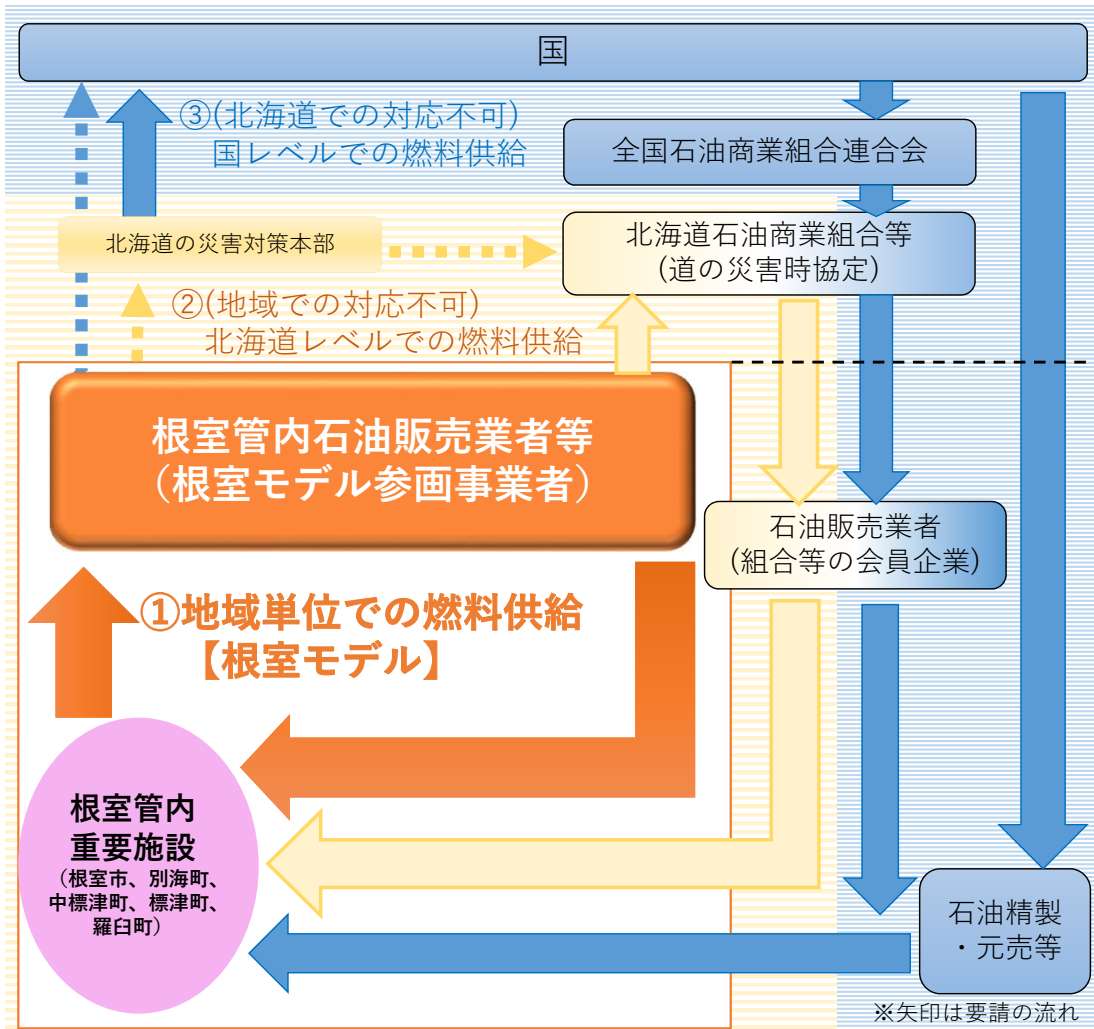 国
③(北海道での対応不可)
国レベルでの燃料供給
全国石油商業組合連合会
北海道の災害対策本部
北海道石油商業組合等
(道の災害時協定)
②(地域での対応不可)
北海道レベルでの燃料供給
根室管内石油販売業者等
（根室モデル参画事業者）
石油販売業者
(組合等の会員企業)
①地域単位での燃料供給
【根室モデル】
根室管内
重要施設
（根室市、別海町、
中標津町、標津町、
羅臼町）
石油精製
・元売等
※矢印は要請の流れ